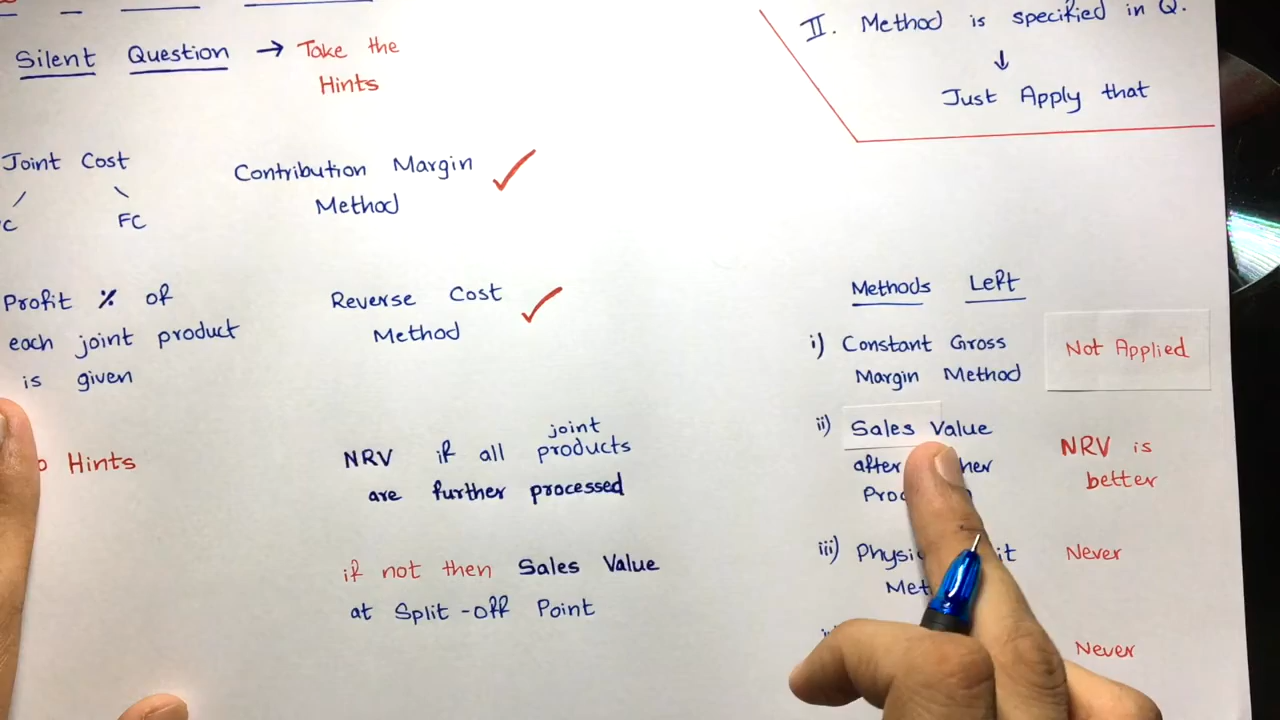 Silent Question → Take the
Hints
II. Method is specified in Q.
↓
Just Apply that
Joint Cost
FC
Contribution Margin ✓
Method
Profit % of
each joint product
is given
Reverse Cost ✓
Method
Hints
NRV if all joint products
are further processed
if not then Sales Value
at Split-off Point
Methods Left
i) Constant Gross
Margin Method
Not Applied
ii) Sales Value
after
NRV is
better
iii)
Never
Never